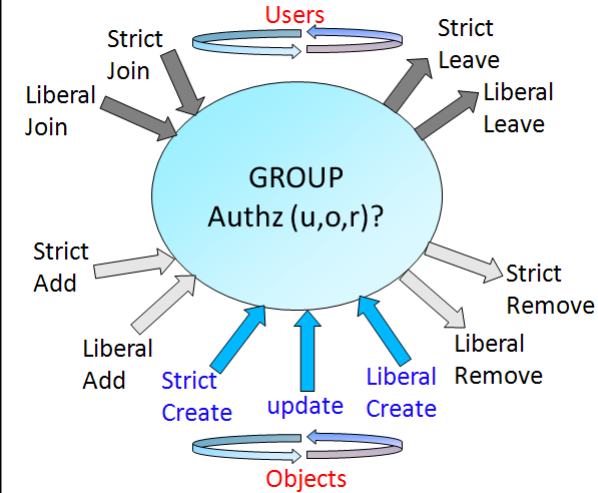 Users
Strict
Join
Strict
Leave
Liberal
Join
Liberal
Leave
GROUP
Authz (u,o,r)?
Strict
Add
Strict
Remove
Liberal
Add
Liberal
Remove
Strict
Create
update
Liberal
Create
Objects